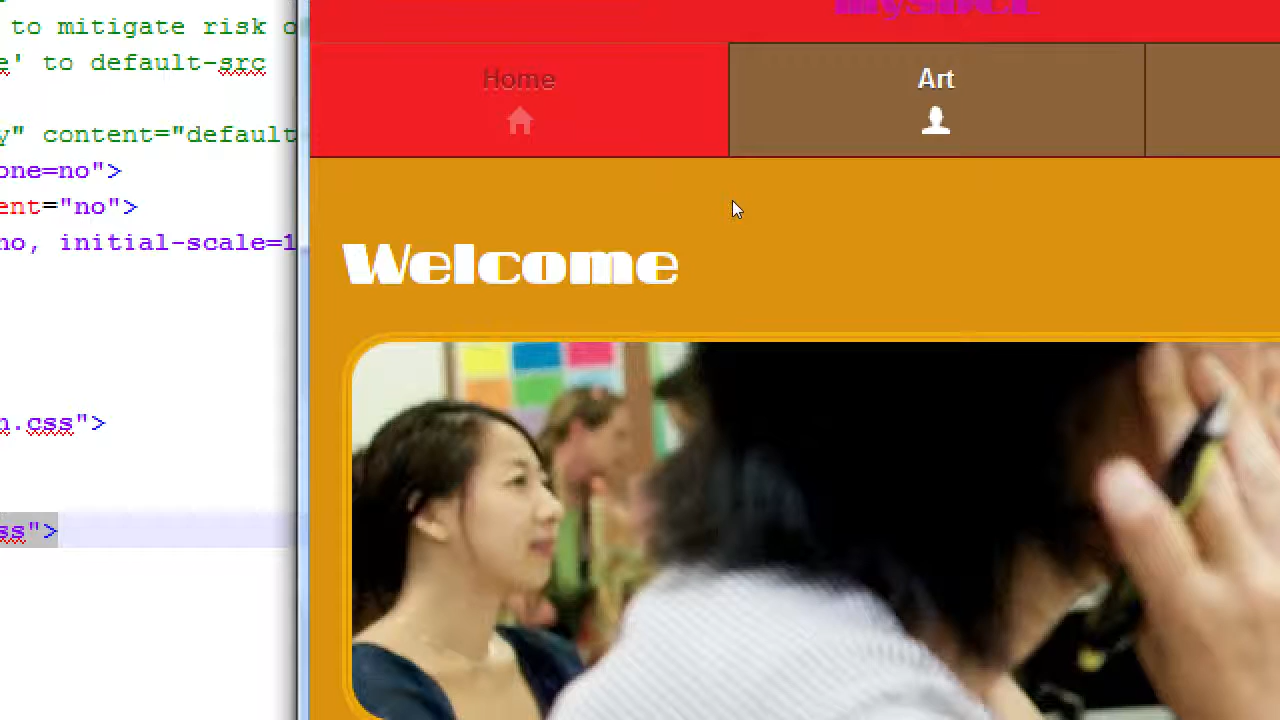 to mitigate risk o
e' to default-src
y" content="default
one=no">
ent="no">
no, initial-scale=1
n.css">
ss">
Home
Art
Welcome